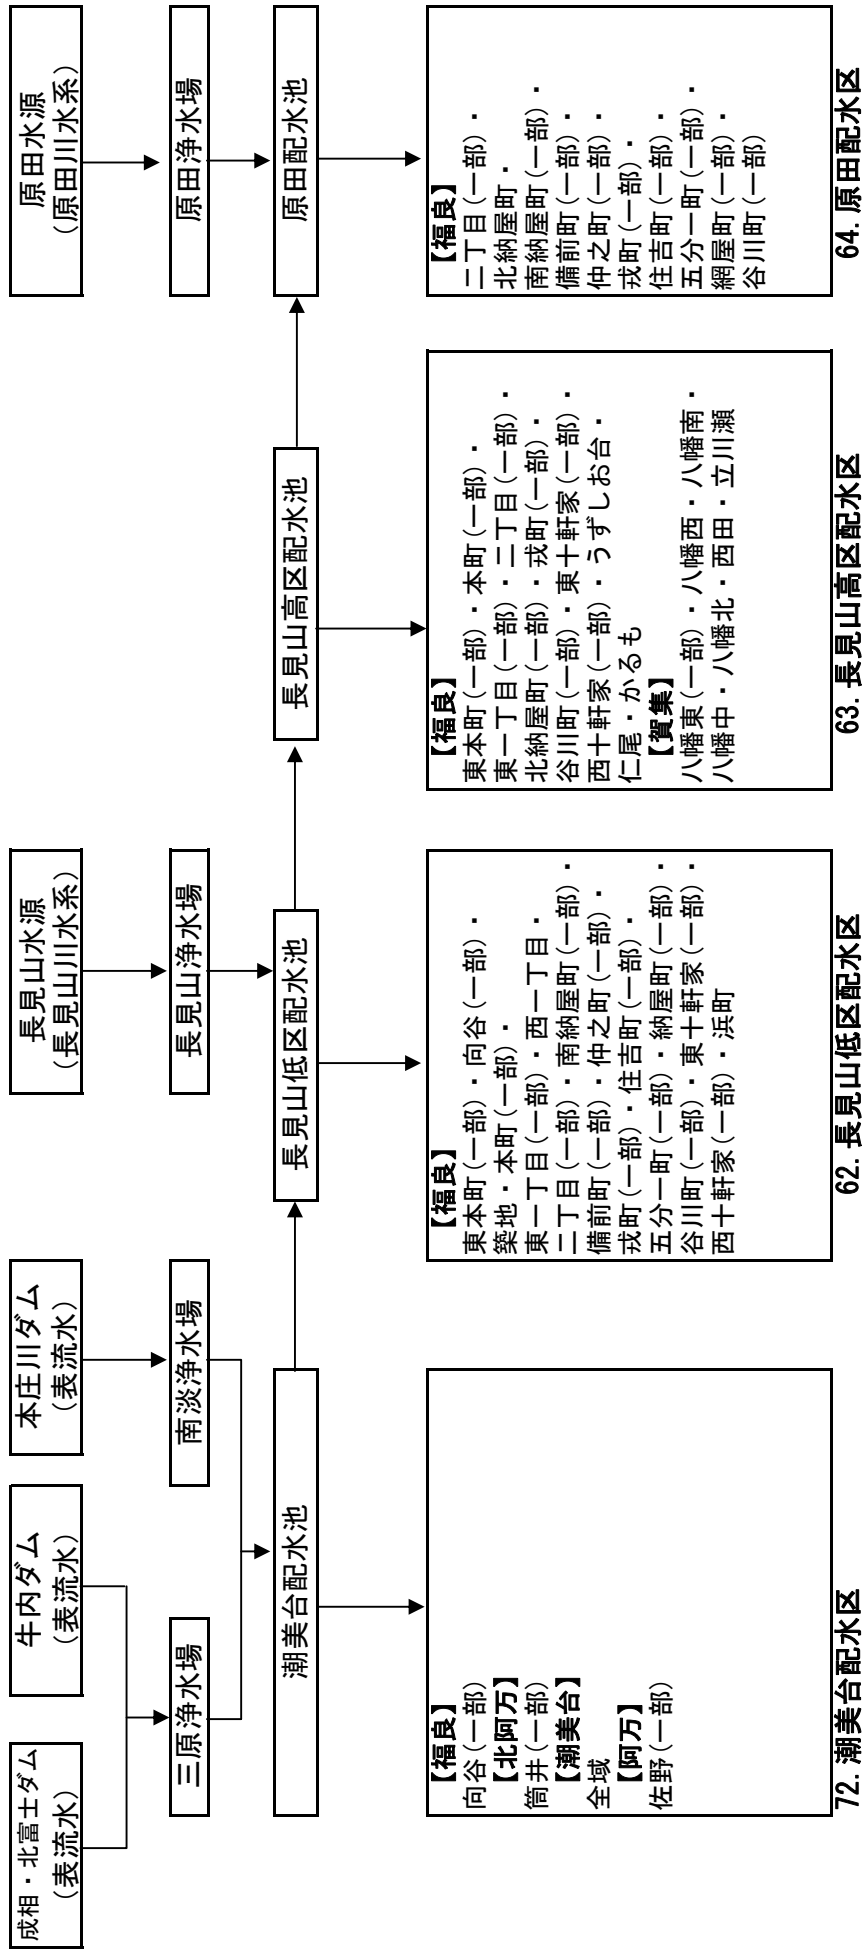 成相・北富士ダム
（表流水）
牛内ダム
（表流水）
本庄川ダム
（表流水）
長見山水源
（長見山川水系）
原田水源
（原田川水系）
三原浄水場
南淡浄水場
長見山浄水場
原田浄水場
潮美台配水池
長見山低区配水池
長見山高区配水池
原田配水池
【福良】
向谷（一部）
【北阿万】
筒井（一部）
【潮美台】
全域
【阿万】
佐野（一部）
72. 潮美台配水区
【福良】
東本町（一部）・向谷（一部）・
築地・本町（一部）・
東一丁目（一部）・西一丁目・
二丁目（一部）・南納屋町（一部）・
備前町（一部）・仲之町（一部）・
戎町（一部）・住吉町（一部）・
五分一町（一部）・納屋町（一部）・
谷川町（一部）・東十軒家（一部）・
西十軒家（一部）・浜町
62. 長見山低区配水区
【福良】
東本町（一部）・本町（一部）・
東一丁目（一部）・二丁目（一部）・
北納屋町（一部）・戎町（一部）・
谷川町（一部）・東十軒家（一部）・
西十軒家（一部）・うずしお台・
仁尾・かるも
【賀集】
八幡東（一部）・八幡西・八幡南・
八幡中・八幡北・西田・立川瀬
63. 長見山高区配水区
【福良】
二丁目（一部）・
北納屋町・
南納屋町（一部）・
備前町（一部）・
仲之町（一部）・
戎町（一部）・
住吉町（一部）・
五分一町（一部）・
網屋町（一部）・
谷川町（一部）
64. 原田配水区